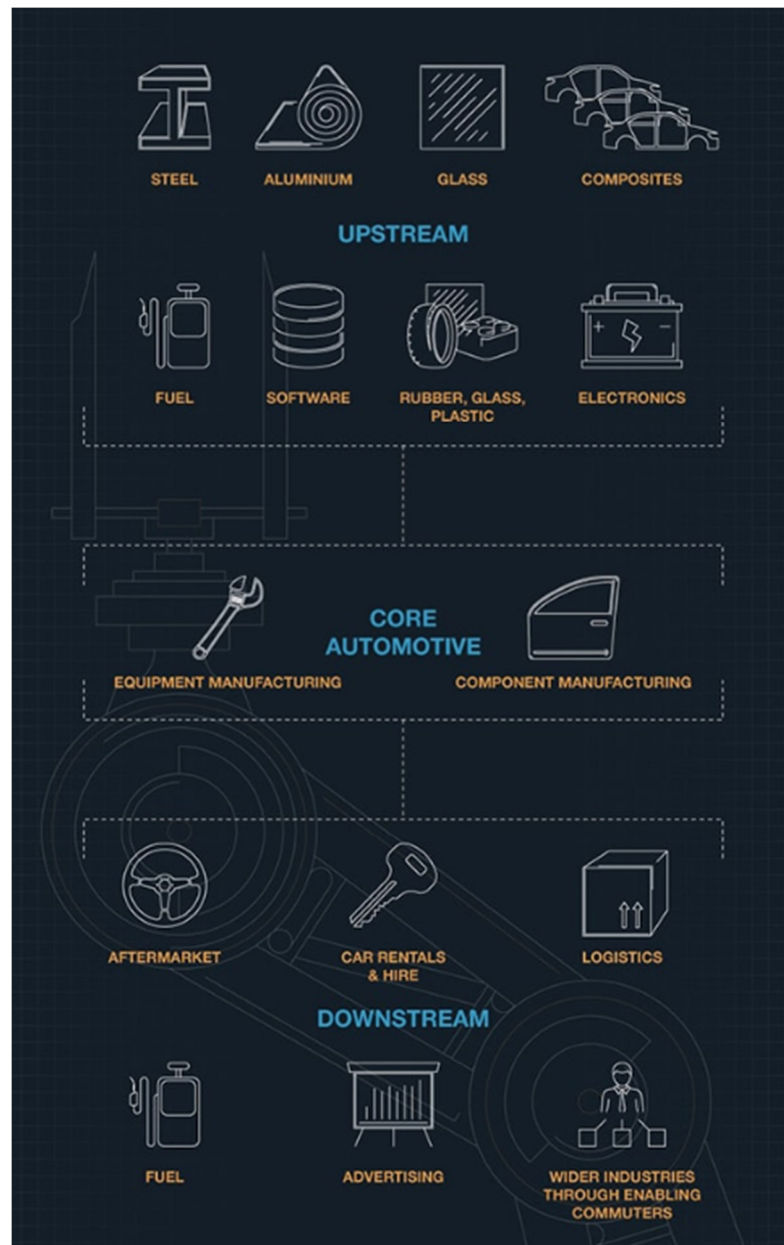 STEEL
ALUMINIUM
GLASS
COMPOSITES
UPSTREAM
FUEL
SOFTWARE
RUBBER, GLASS,
PLASTIC
ELECTRONICS
CORE
AUTOMOTIVE
EQUIPMENT MANUFACTURING
COMPONENT MANUFACTURING
AFTERMARKET
CAR RENTALS
& HIRE
LOGISTICS
DOWNSTREAM
FUEL
ADVERTISING
WIDER INDUSTRIES
THROUGH ENABLING
COMMUTERS